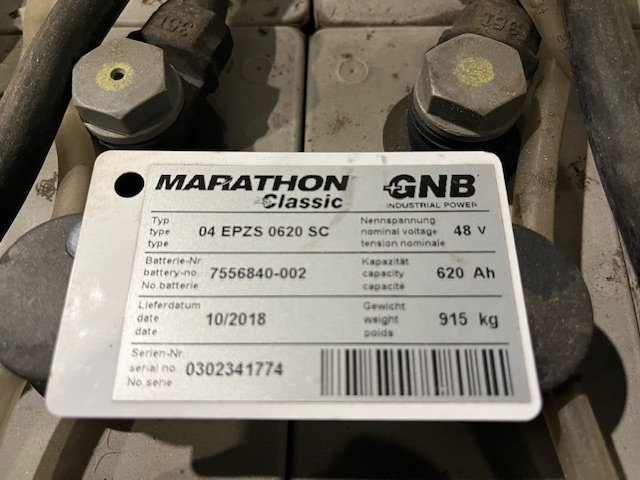 MARATHON
Classic
GNB
INDUSTRIAL POWER
Typ
type
type
04 EPZS 0620 SC
Nennspannung
nominal voltage
tension nominale
48 V
Batterie-Nr.
battery-no.
No.batterie
7556840-002
Kapazität
capacity
capacité
620 Ah
Lieferdatum
date
date
10/2018
Gewicht
weight
poids
915 kg
Serien-Nr.
serial no.
No.serie
0302341774